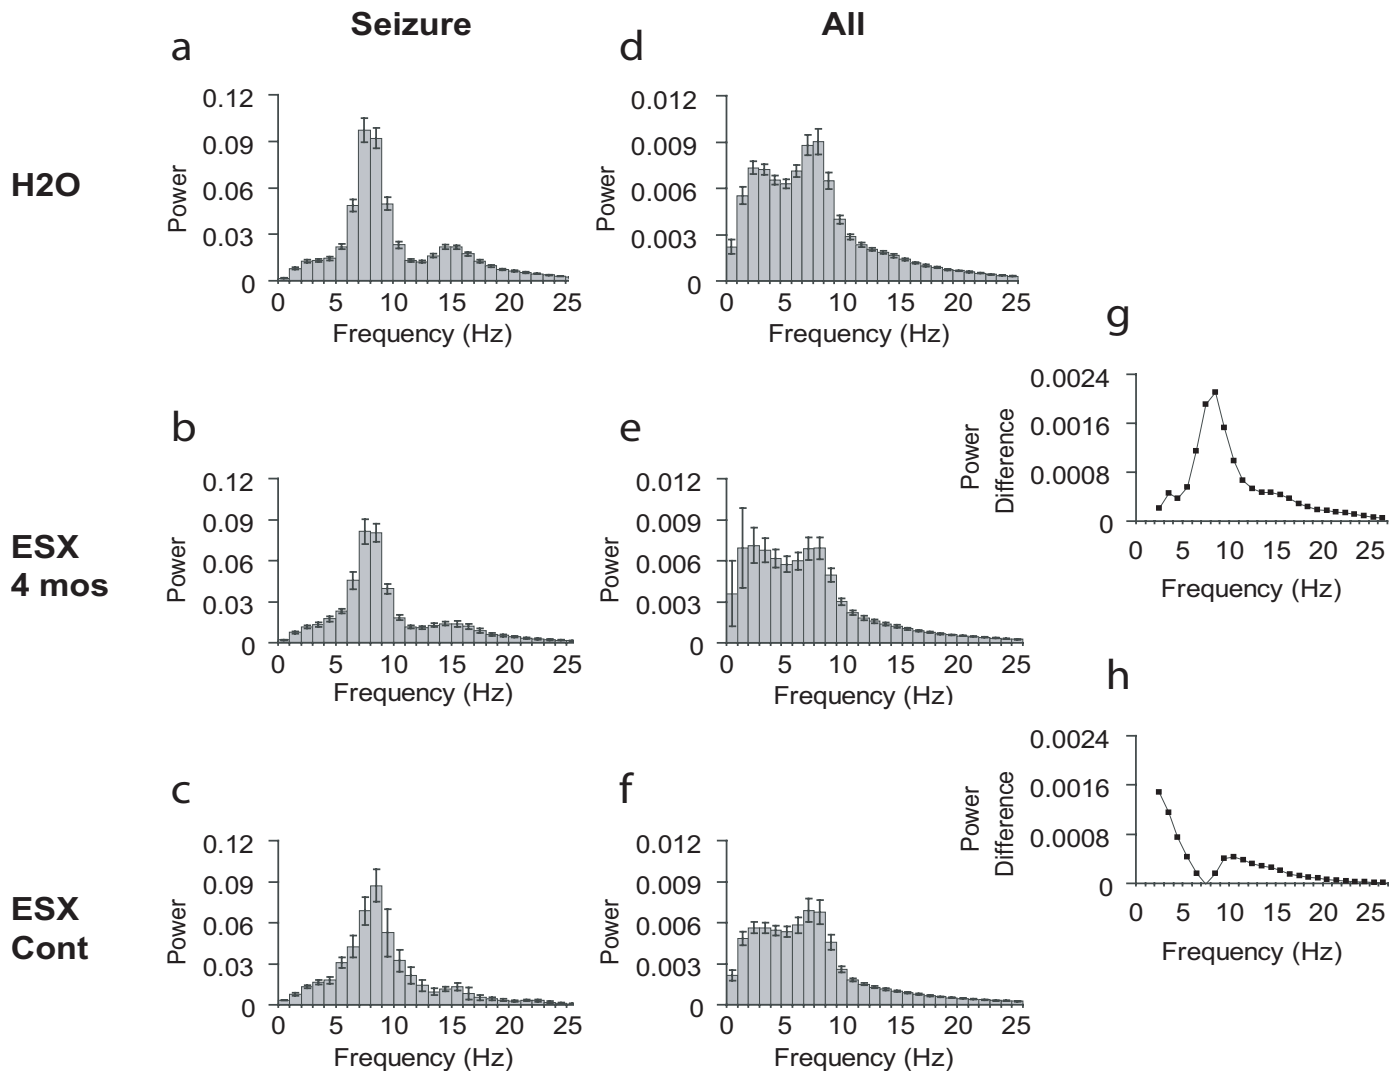 Seizure
All
a
d
H2O
0.12
0.09
0.06
0.03
0
Power
0 5 10 15 20 25
Frequency (Hz)
0.012
0.009
0.006
0.003
0
Power
0 5 10 15 20 25
Frequency (Hz)
g
0.0024
0.0016
0.0008
0
Power
Difference
0 5 10 15 20 25
Frequency (Hz)
b
e
ESX
4 mos
0.12
0.09
0.06
0.03
0
Power
0 5 10 15 20 25
Frequency (Hz)
0.012
0.009
0.006
0.003
0
Power
0 5 10 15 20 25
Frequency (Hz)
h
0.0024
0.0016
0.0008
0
Power
Difference
0 5 10 15 20 25
Frequency (Hz)
c
f
ESX
Cont
0.12
0.09
0.06
0.03
0
Power
0 5 10 15 20 25
Frequency (Hz)
0.012
0.009
0.006
0.003
0
Power
0 5 10 15 20 25
Frequency (Hz)